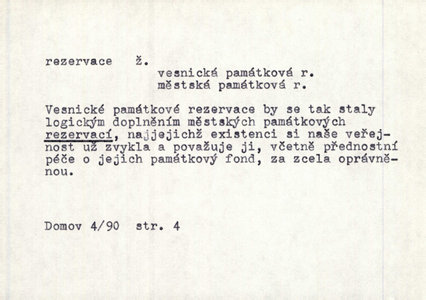 rezervace ž.
vesnická památková r.
městská památková r.
Vesnické památkové rezervace by se tak staly
logickým doplněním městských památkových
rezervací, najjejichž existenci si naše veřej-
nost už zvykla a považuje ji, včetně přednostní
péče o jejich památkový fond, za zcela oprávně-
nou.
Domov 4/90 str. 4